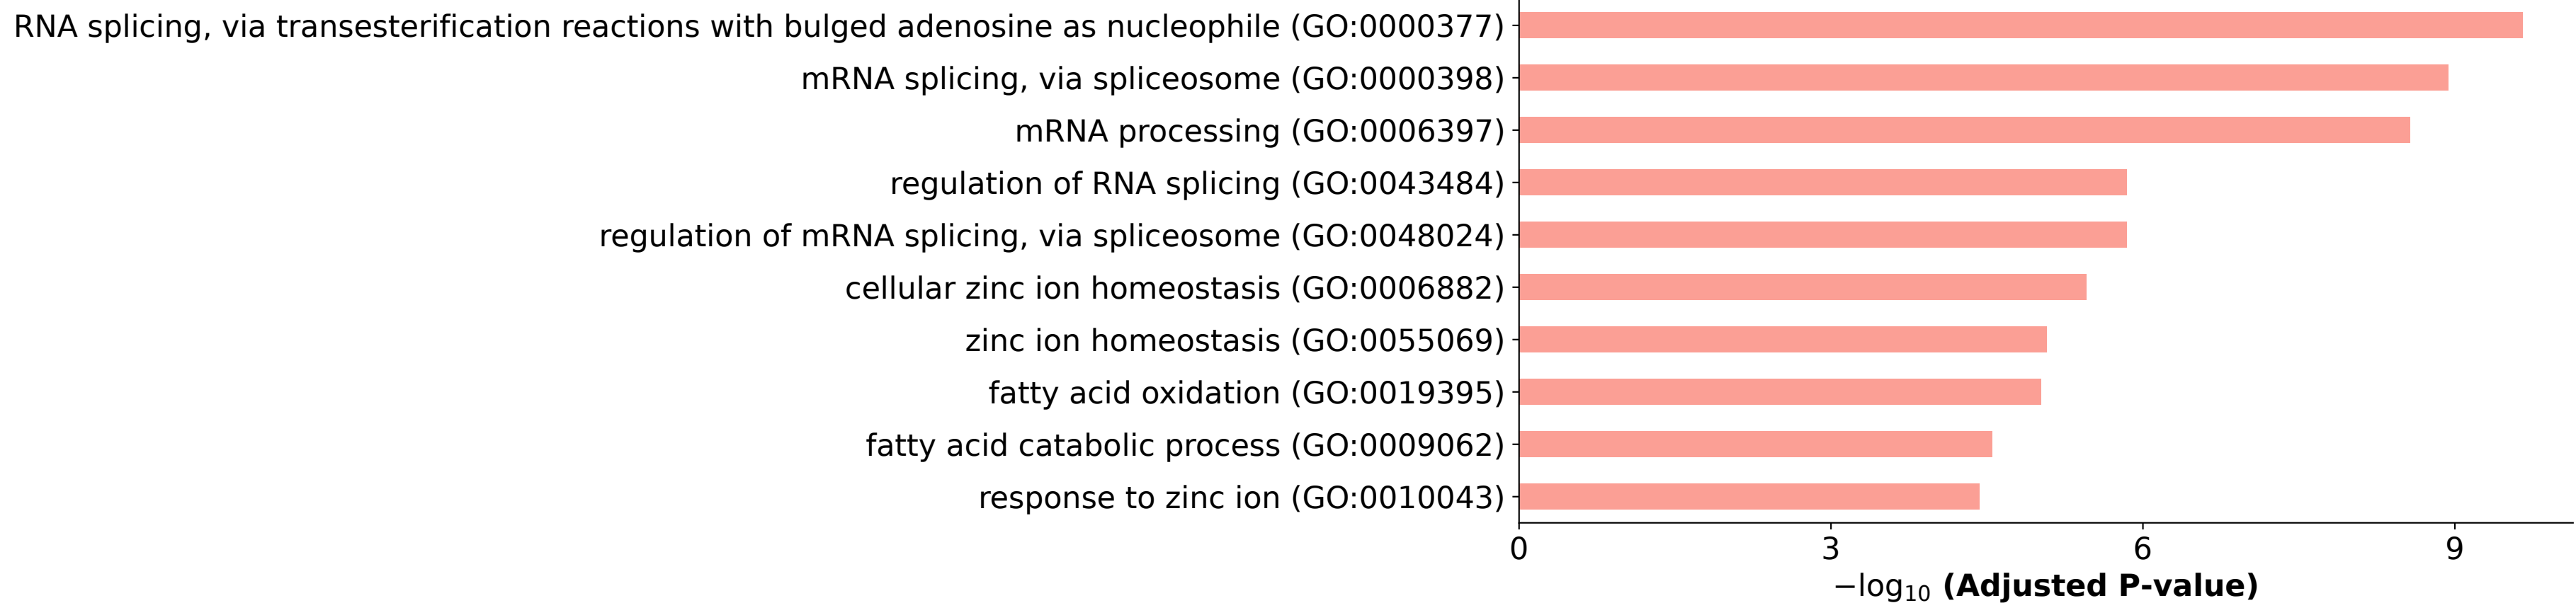 RNA splicing, via transesterification reactions with bulged adenosine as nucleophile (GO:0000377)
mRNA splicing, via spliceosome (GO:0000398)
mRNA processing (GO:0006397)
regulation of RNA splicing (GO:0043484)
regulation of mRNA splicing, via spliceosome (GO:0048024)
cellular zinc ion homeostasis (GO:0006882)
zinc ion homeostasis (GO:0055069)
fatty acid oxidation (GO:0019395)
fatty acid catabolic process (GO:0009062)
response to zinc ion (GO:0010043)
0 3 6 9
−log₁₀ (Adjusted P-value)